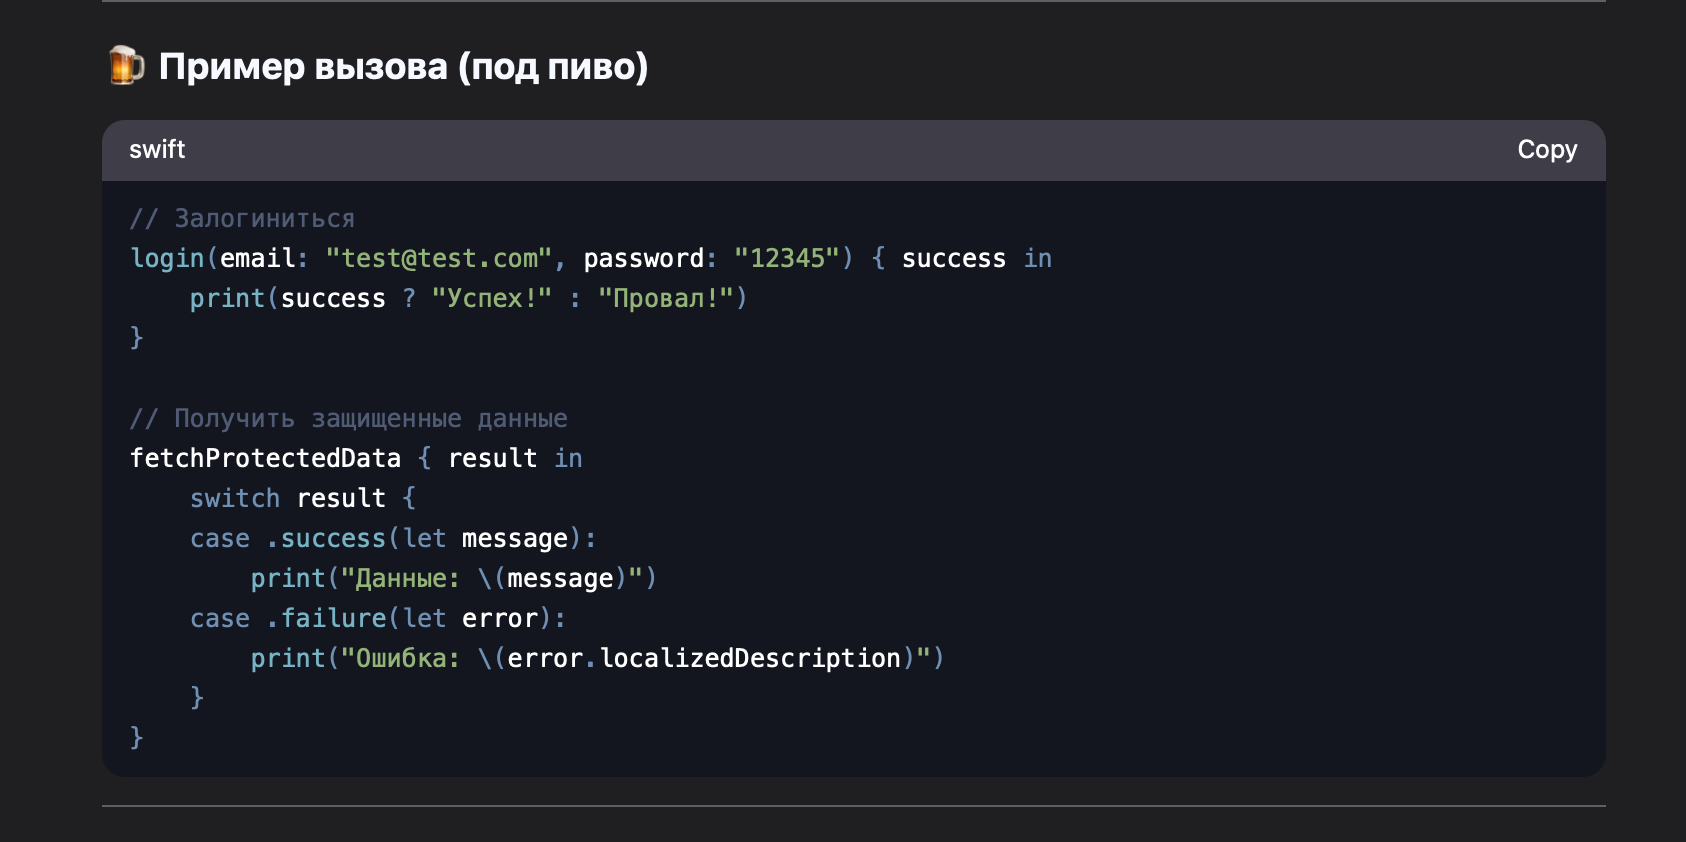 🍺 Пример вызова (под пиво)
swift
Copy
// Залогиниться
login(email: "test@test.com", password: "12345") { success in
    print(success ? "Успех!" : "Провал!")
}
// Получить защищенные данные
fetchProtectedData { result in
    switch result {
    case .success(let message):
        print("Данные: \(message)")
    case .failure(let error):
        print("Ошибка: \(error.localizedDescription)")
    }
}